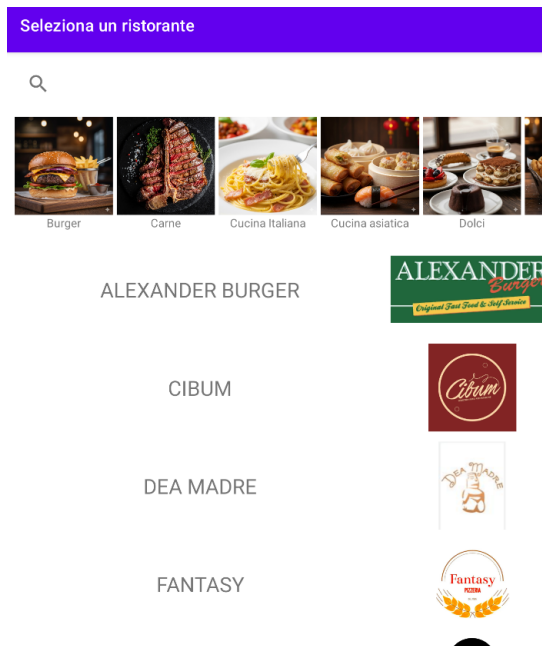 Seleziona un ristorante
Burger
Carne
Cucina Italiana
Cucina asiatica
Dolci
ALEXANDER BURGER
ALEXANDER
Burger
Original Fast Food & Self Service
CIBUM
Cibum
DEA MADRE
DEA MADRE
FANTASY
Fantasy
PIZZERIA